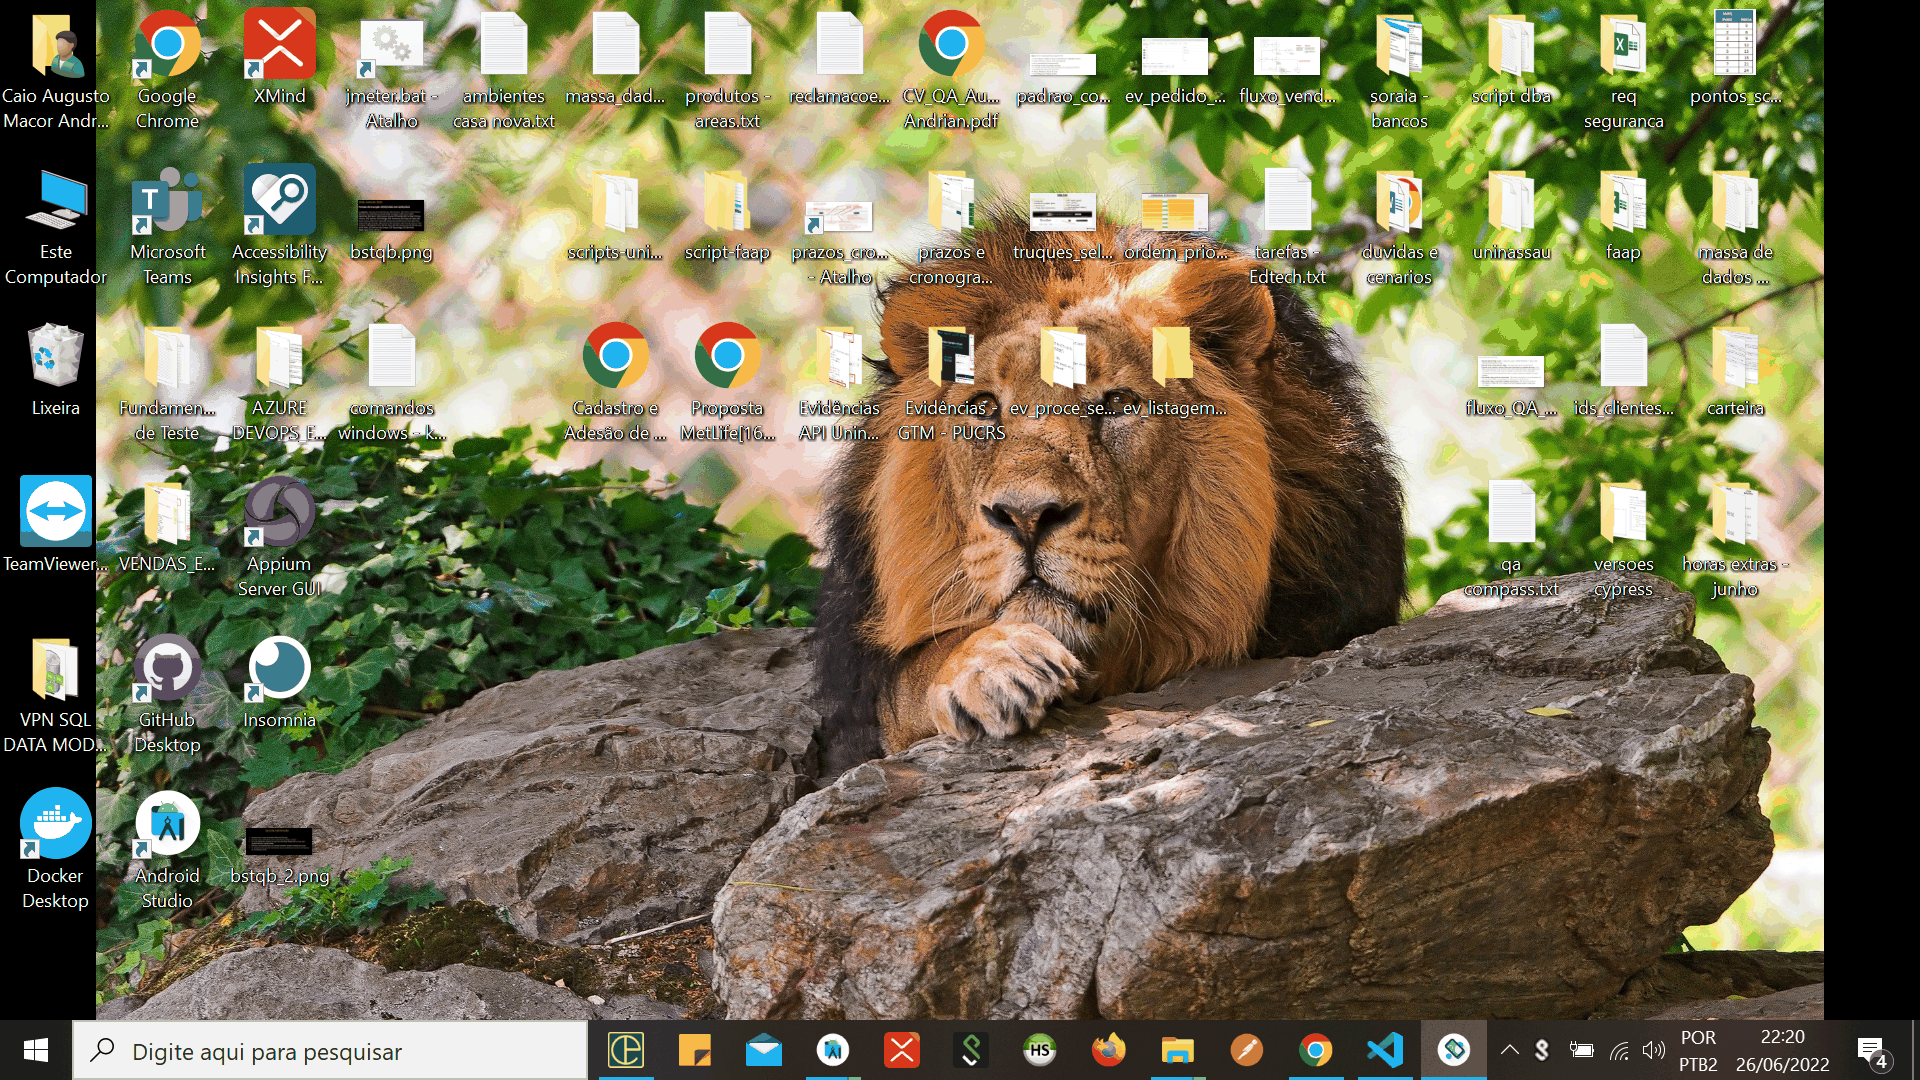 Caio Augusto
Macor Andr...
Google
Chrome
XMind
jmeter.bat -
Atalho
ambientes
casa nova.txt
massa_dad...
produtos -
areas.txt
reclamacoe...
CV_QA_Au...
Andrian.pdf
padrao_co...
ev_pedido_...
fluxo_vend...
soraia -
bancos
script dba
req
seguranca
pontos_sc...
Este
Computador
Microsoft
Teams
Accessibility
Insights F...
bstqb.png
scripts-uni...
script-faap
prazos_cro...
- Atalho
prazos e
cronogra...
truques_sel...
ordem_prio...
tarefas -
Edtech.txt
duvidas e
cenarios
uninassau
faap
massa de
dados ...
Lixeira
Fundamen...
de Teste
AZURE
DEVOPS_E...
comandos
windows - k...
Cadastro e
Adesão de ...
Proposta
MetLife[16...
Evidências
API Unin...
Evidências -
GTM - PUCRS
ev_proce_se...
ev_listagem...
fluxo_QA_...
ids_clientes...
carteira
TeamViewer...
VENDAS_E...
Appium
Server GUI
qa
compass.txt
versoes
cypress
horas extras -
junho
VPN SQL
DATA MOD...
GitHub
Desktop
Insomnia
Docker
Desktop
Android
Studio
bstqb_2.png
Digite aqui para pesquisar
HS
POR
PTB2
22:20
26/06/2022
4